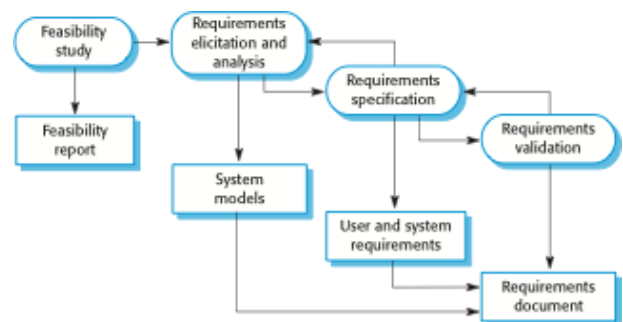 Feasibility
study
Requirements
elicitation and
analysis
Requirements
specification
Requirements
validation
Feasibility
report
System
models
User and system
requirements
Requirements
document